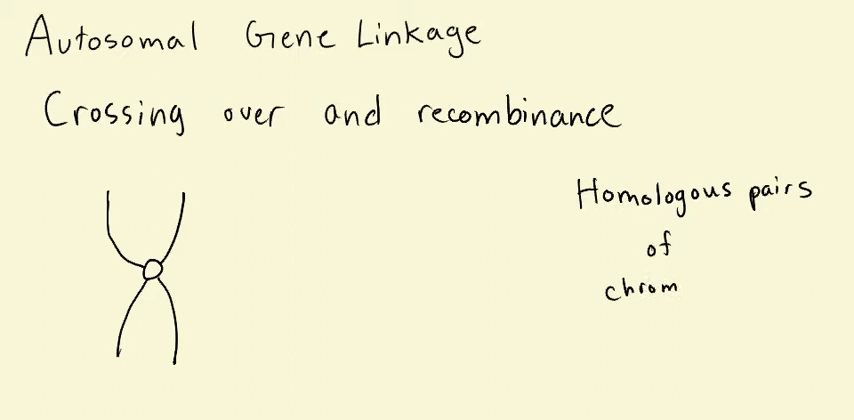 Autosomal Gene Linkage
Crossing over and recombinance
Homologous pairs
of
chrom